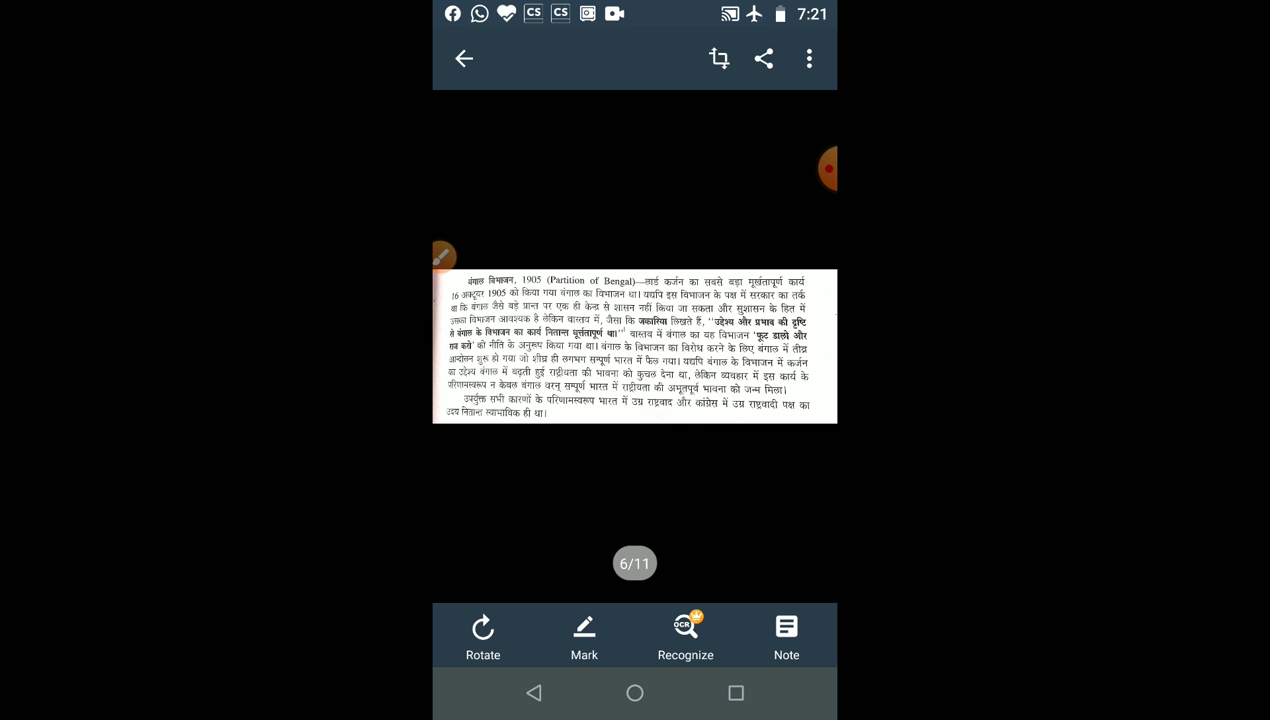 CS CS 7:21
बंगाल विभाजन, 1905 (Partition of Bengal)—लार्ड कर्जन का सबसे बड़ा मूर्खतापूर्ण कार्य
16 अक्टूबर 1905 को किया गया बंगाल का विभाजन था। यद्यपि इस विभाजन के पक्ष में सरकार का तर्क
था कि बंगाल जैसे बड़े प्रान्त पर एक ही केन्द्र से शासन नहीं किया जा सकता और सुशासन के हित में
उसका विभाजन आवश्यक है लेकिन वास्तव में, जैसा कि जकारिया लिखते हैं, ‘‘उद्देश्य और प्रभाव की दृष्टि
से बंगाल के विभाजन का कार्य नितान्त धूर्ततापूर्ण था।’’1 वास्तव में बंगाल का यह विभाजन ‘फूट डालो और
राज करो’ की नीति के अनुरूप किया गया था। बंगाल के विभाजन का विरोध करने के लिए बंगाल में तीव्र
आन्दोलन शुरू हो गया जो शीघ्र ही लगभग सम्पूर्ण भारत में फैल गया। यद्यपि बंगाल के विभाजन में कर्जन
का उद्देश्य बंगाल में बढ़ती हुई राष्ट्रीयता की भावना को कुचल देना था, लेकिन व्यवहार में इस कार्य के
परिणामस्वरूप न केवल बंगाल वरन् सम्पूर्ण भारत में राष्ट्रीयता की अभूतपूर्व भावना को जन्म मिला।
उपर्युक्त सभी कारणों के परिणामस्वरूप भारत में उग्र राष्ट्रवाद और कांग्रेस में उग्र राष्ट्रवादी पक्ष का
उदय नितान्त स्वाभाविक ही था।
6/11
OCR
Rotate Mark Recognize Note